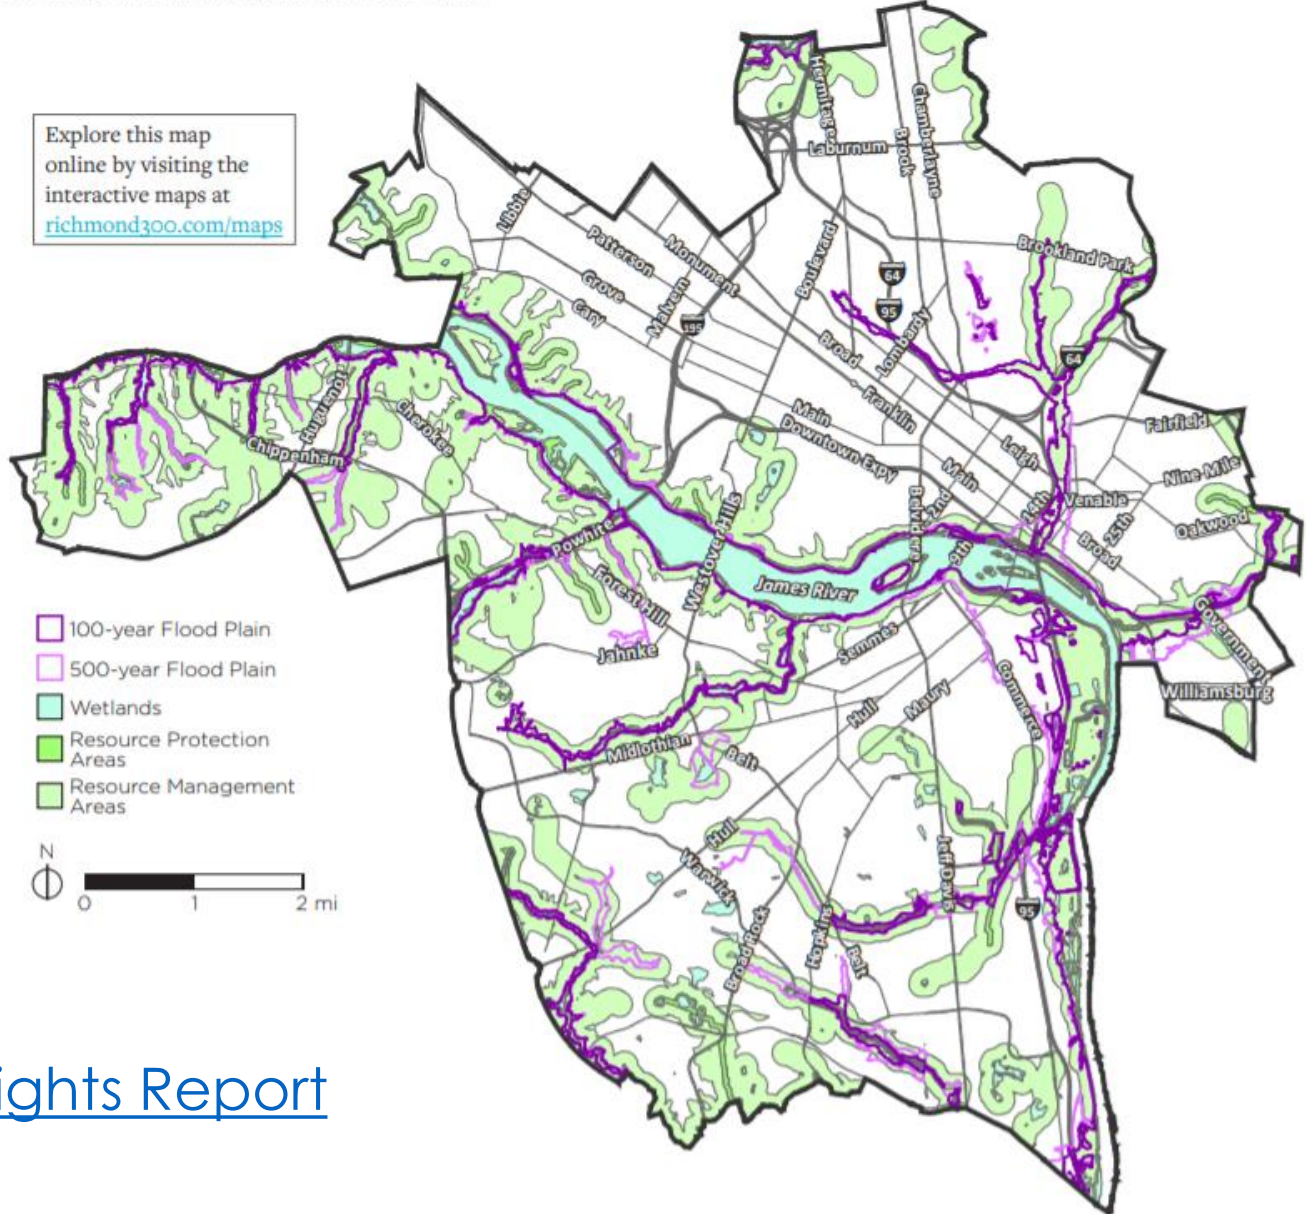 Explore this map
online by visiting the
interactive maps at
richmond300.com/maps
Hermitage
Chamberlayne
Brook
Laburnum
Libbie
Patterson
Monument
Boulevard
Brookland Park
64
95
Grove
Malvern
Cary
195
Lombardy
Broad
64
Franklin
Huguenot
Cherokee
Chippenham
Main
Downtown Expy
Fairfield
Leigh
Main
Nine Mile
Belvidere
2nd
14th
Venable
25th
Oakwood
Broad
Powhite
Westover Hills
9th
James River
Forest Hill
Government
Jahnke
Semmes
Commerce
Williamsburg
Hull
Maury
Midlothian
Belt
Hull
Warwick
Jeff Davis
95
Broad Rock
Hopkins
Belt
100-year Flood Plain
500-year Flood Plain
Wetlands
Resource Protection
Areas
Resource Management
Areas
N
0 1 2 mi
ights Report